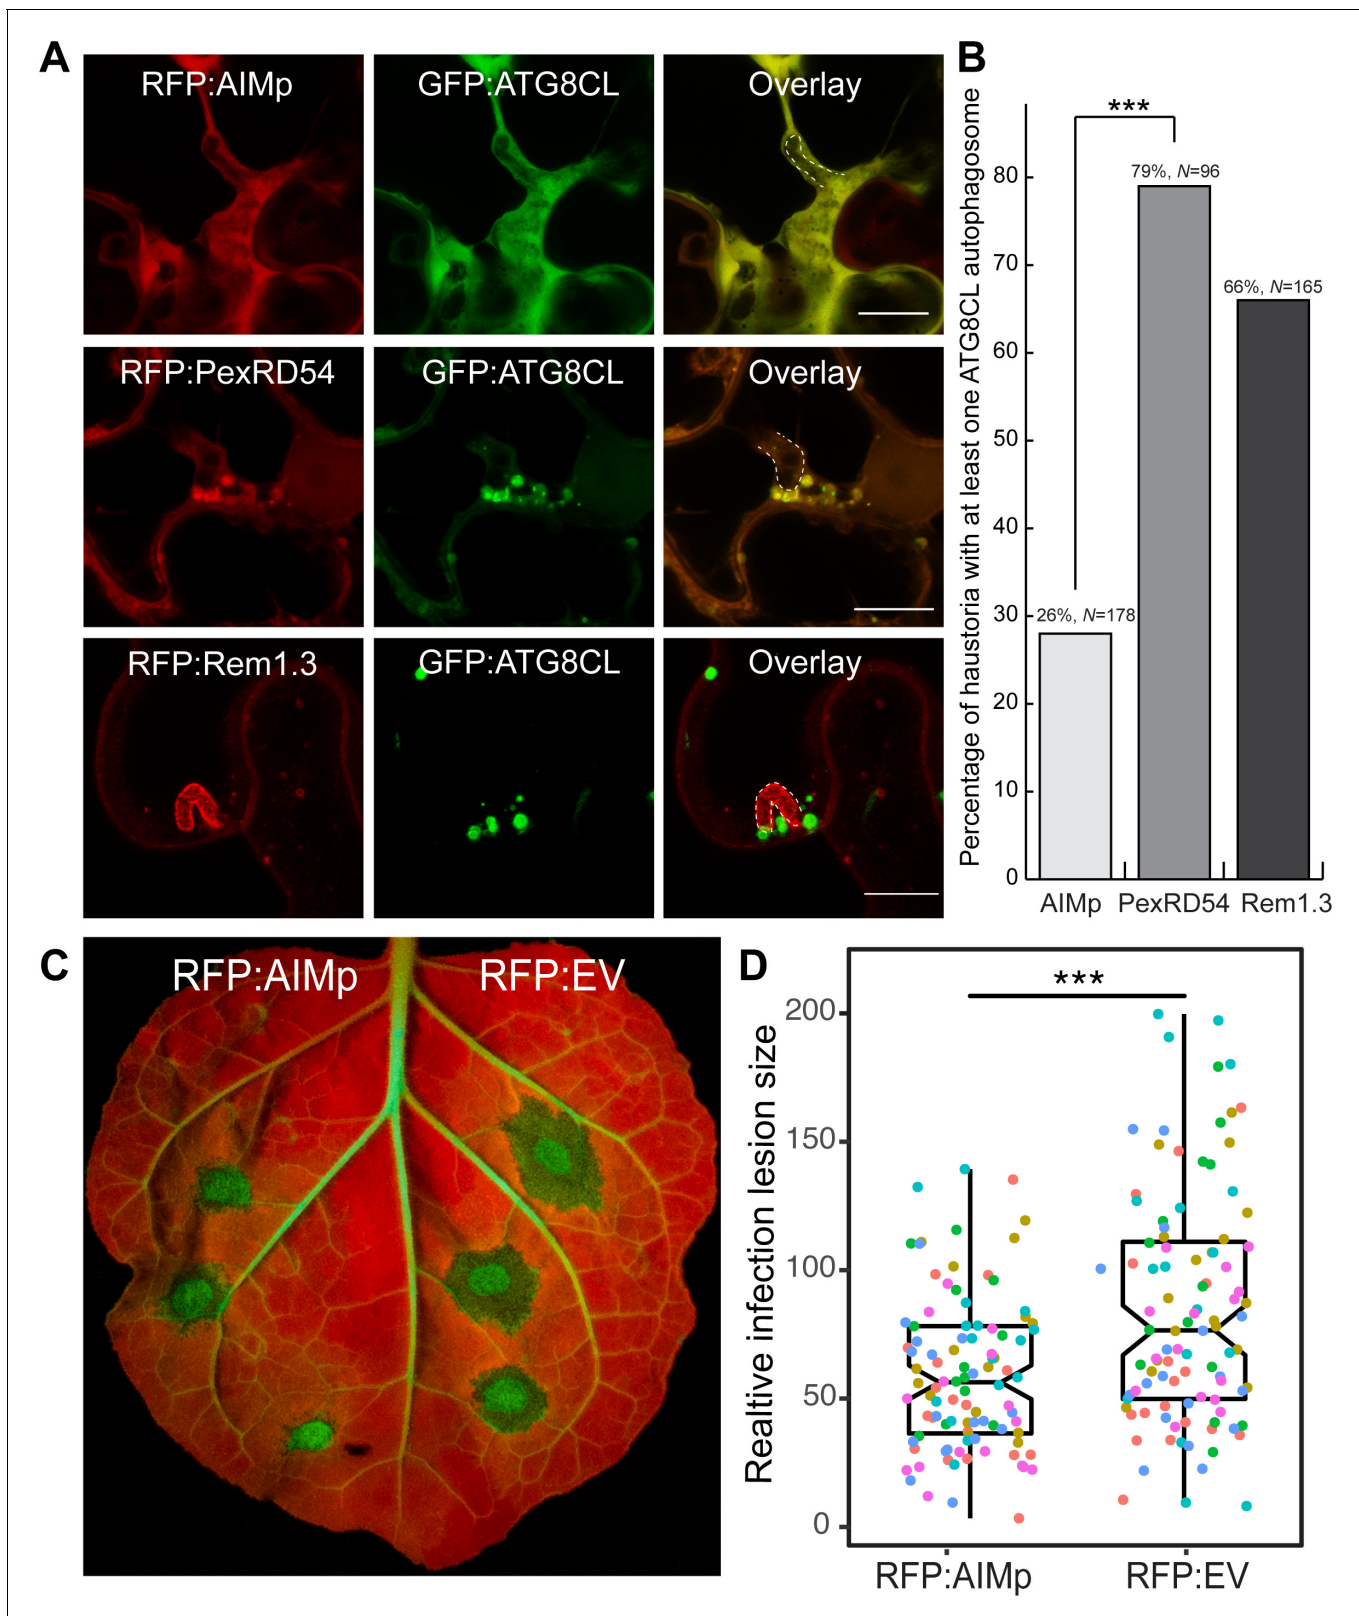 A
RFP:AIMp
GFP:ATG8CL
Overlay
RFP:PexRD54
GFP:ATG8CL
Overlay
RFP:Rem1.3
GFP:ATG8CL
Overlay
B
Percentage of haustoria with at least one ATG8CL autophagosome
80
70
60
50
40
30
20
10
0
***
26%, N=178
79%, N=96
66%, N=165
AIMp PexRD54 Rem1.3
C
RFP:AIMp RFP:EV
D
Realtive infection lesion size
200
150
100
50
0
***
RFP:AIMp RFP:EV